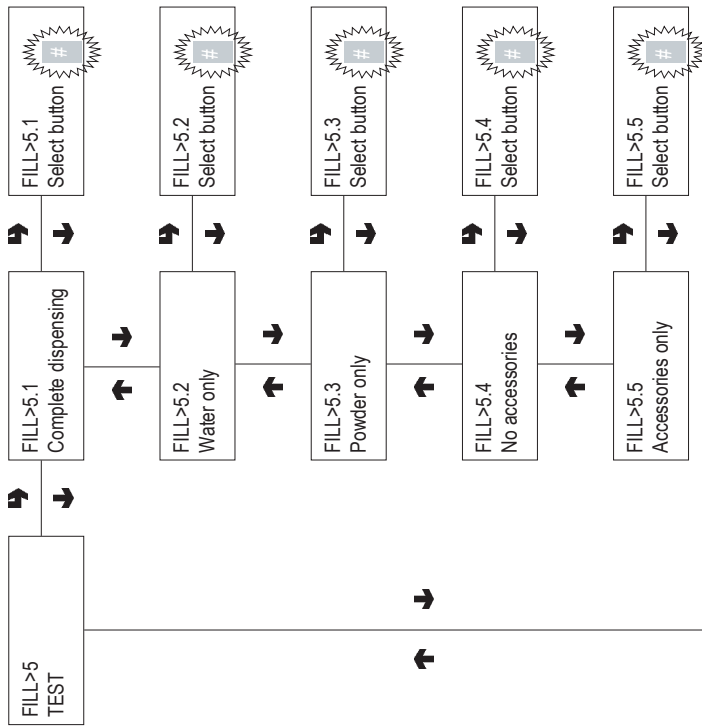 FILL>5
TEST
FILL>5.1
Complete dispensing
FILL>5.1
Select button
#
FILL>5.2
Water only
FILL>5.2
Select button
#
FILL>5.3
Powder only
FILL>5.3
Select button
#
FILL>5.4
No accessories
FILL>5.4
Select button
#
FILL>5.5
Accessories only
FILL>5.5
Select button
#